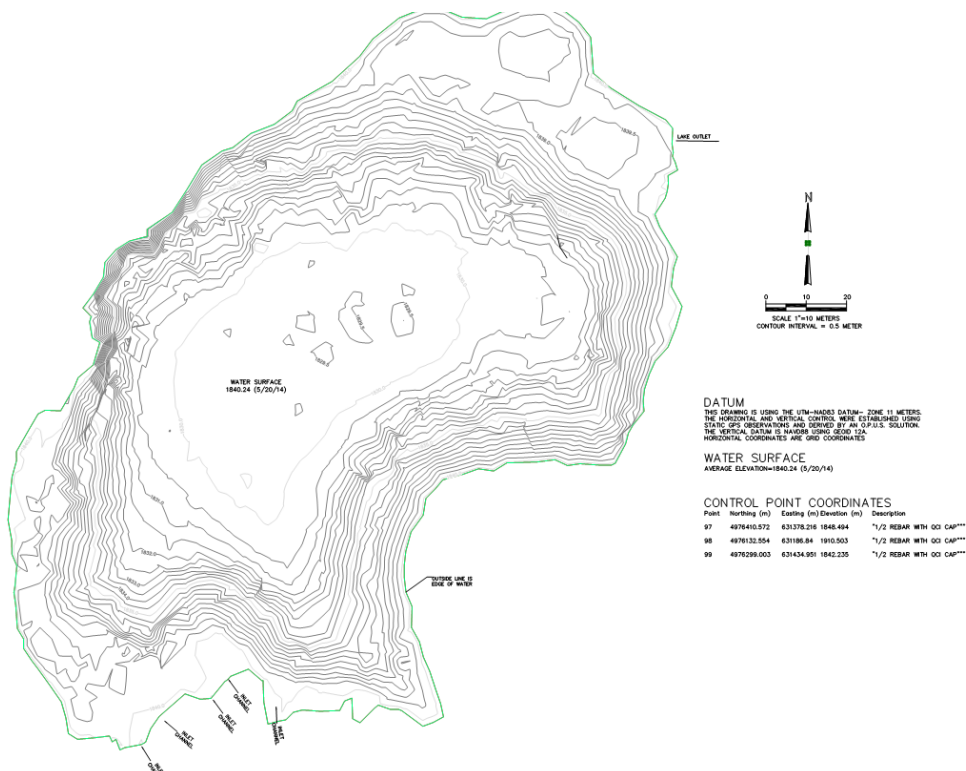 LAKE OUTLET
N
0 10 20
SCALE 1"=10 METERS
CONTOUR INTERVAL = 0.5 METER
WATER SURFACE
1840.24 (5/20/14)
DATUM
THIS DRAWING IS USING THE UTM-NAD83 DATUM- ZONE 11 METERS.
THE HORIZONTAL AND VERTICAL CONTROL WERE ESTABLISHED USING
STATIC GPS OBSERVATIONS AND DERIVED BY AN O.P.U.S. SOLUTION.
THE VERTICAL DATUM IS NAVD88 USING GEOID 12A.
HORIZONTAL COORDINATES ARE GRID COORDINATES
WATER SURFACE
AVERAGE ELEVATION=1840.24 (5/20/14)
CONTROL POINT COORDINATES
Point Northing (m) Easting (m) Elevation (m) Description
97 4976410.572 631378.216 1848.494 "1/2 REBAR WITH QCI CAP"""
98 4976132.554 631186.84 1910.503 "1/2 REBAR WITH QCI CAP"""
99 4976299.003 631434.951 1842.235 "1/2 REBAR WITH QCI CAP"""
OUTSIDE LINE IS
EDGE OF WATER
INLET
CHANNEL
INLET
CHANNEL
INLET
CHANNEL
INLET
CHANNEL
INLET